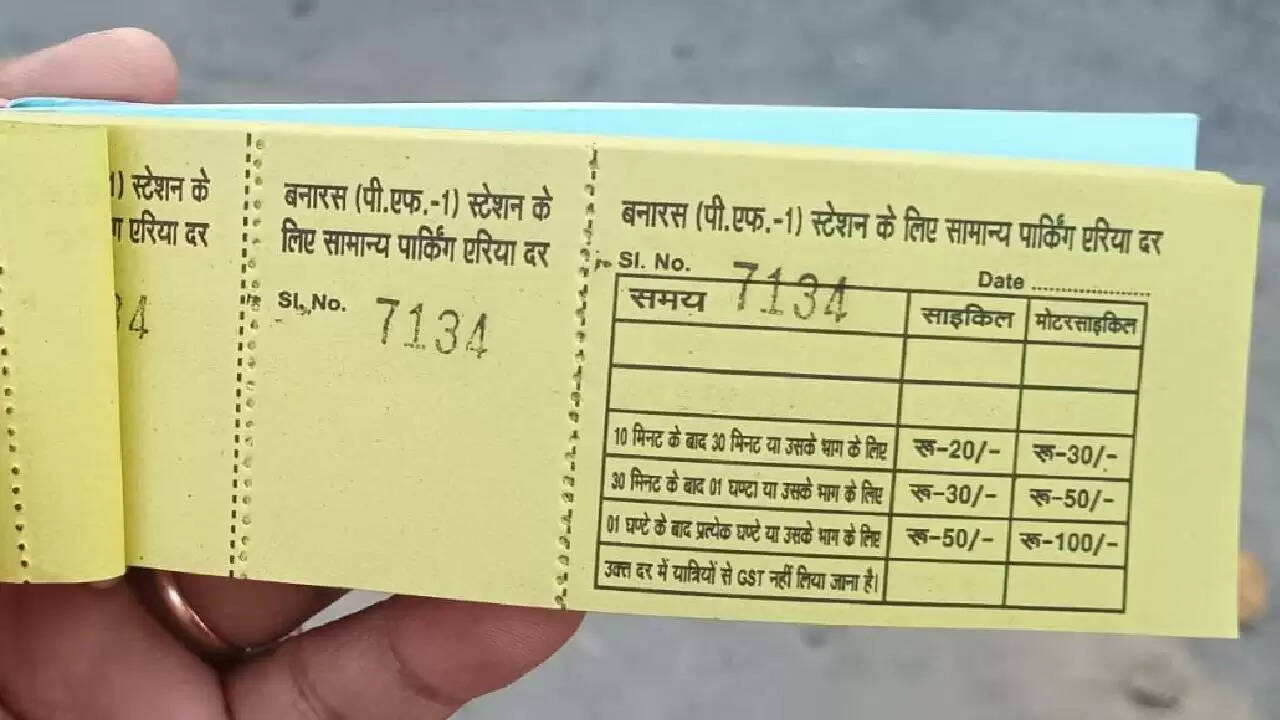 1) स्टेशन के
एरिया दर
34
बनारस (पी.एफ.-1) स्टेशन के
लिए सामान्य पार्किंग एरिया दर
Sl. No. 7134
बनारस (पी.एफ.-1) स्टेशन के लिए सामान्य पार्किंग एरिया दर
Sl. No. 7134 Date ........................
समय साइकिल मोटरसाइकिल
10 मिनट के बाद 30 मिनट या उसके भाग के लिए रू-20/- रू-30/-
30 मिनट के बाद 01 घण्टा या उसके भाग के लिए रू-30/- रू-50/-
01 घण्टे के बाद प्रत्येक घण्टे या उसके भाग के लिए रू-50/- रू-100/-
उक्त दर में यात्रियों से GST नहीं लिया जाना है।